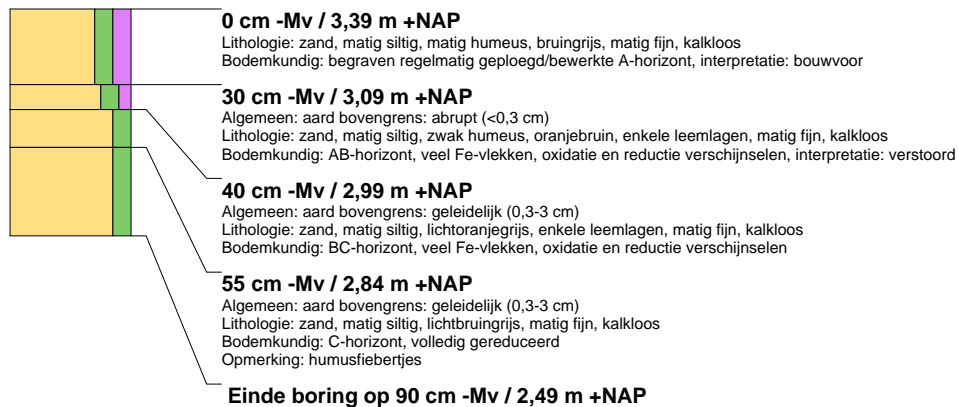 0 cm -Mv / 3,39 m +NAP
Lithologie: zand, matig siltig, matig humeus, bruingrijs, matig fijn, kalkloos
Bodemkundig: begraven regelmatig geploegd/bewerkte A-horizont, interpretatie: bouwvoor
30 cm -Mv / 3,09 m +NAP
Algemeen: aard bovengrens: abrupt (<0,3 cm)
Lithologie: zand, matig siltig, zwak humeus, oranjebruin, enkele leemlagen, matig fijn, kalkloos
Bodemkundig: AB-horizont, veel Fe-vlekken, oxidatie en reductie verschijnselen, interpretatie: verstoord
40 cm -Mv / 2,99 m +NAP
Algemeen: aard bovengrens: geleidelijk (0,3-3 cm)
Lithologie: zand, matig siltig, lichtoranjegrijs, enkele leemlagen, matig fijn, kalkloos
Bodemkundig: BC-horizont, veel Fe-vlekken, oxidatie en reductie verschijnselen
55 cm -Mv / 2,84 m +NAP
Algemeen: aard bovengrens: geleidelijk (0,3-3 cm)
Lithologie: zand, matig siltig, lichtbruingrijs, matig fijn, kalkloos
Bodemkundig: C-horizont, volledig gereduceerd
Opmerking: humusfiebertjes
Einde boring op 90 cm -Mv / 2,49 m +NAP